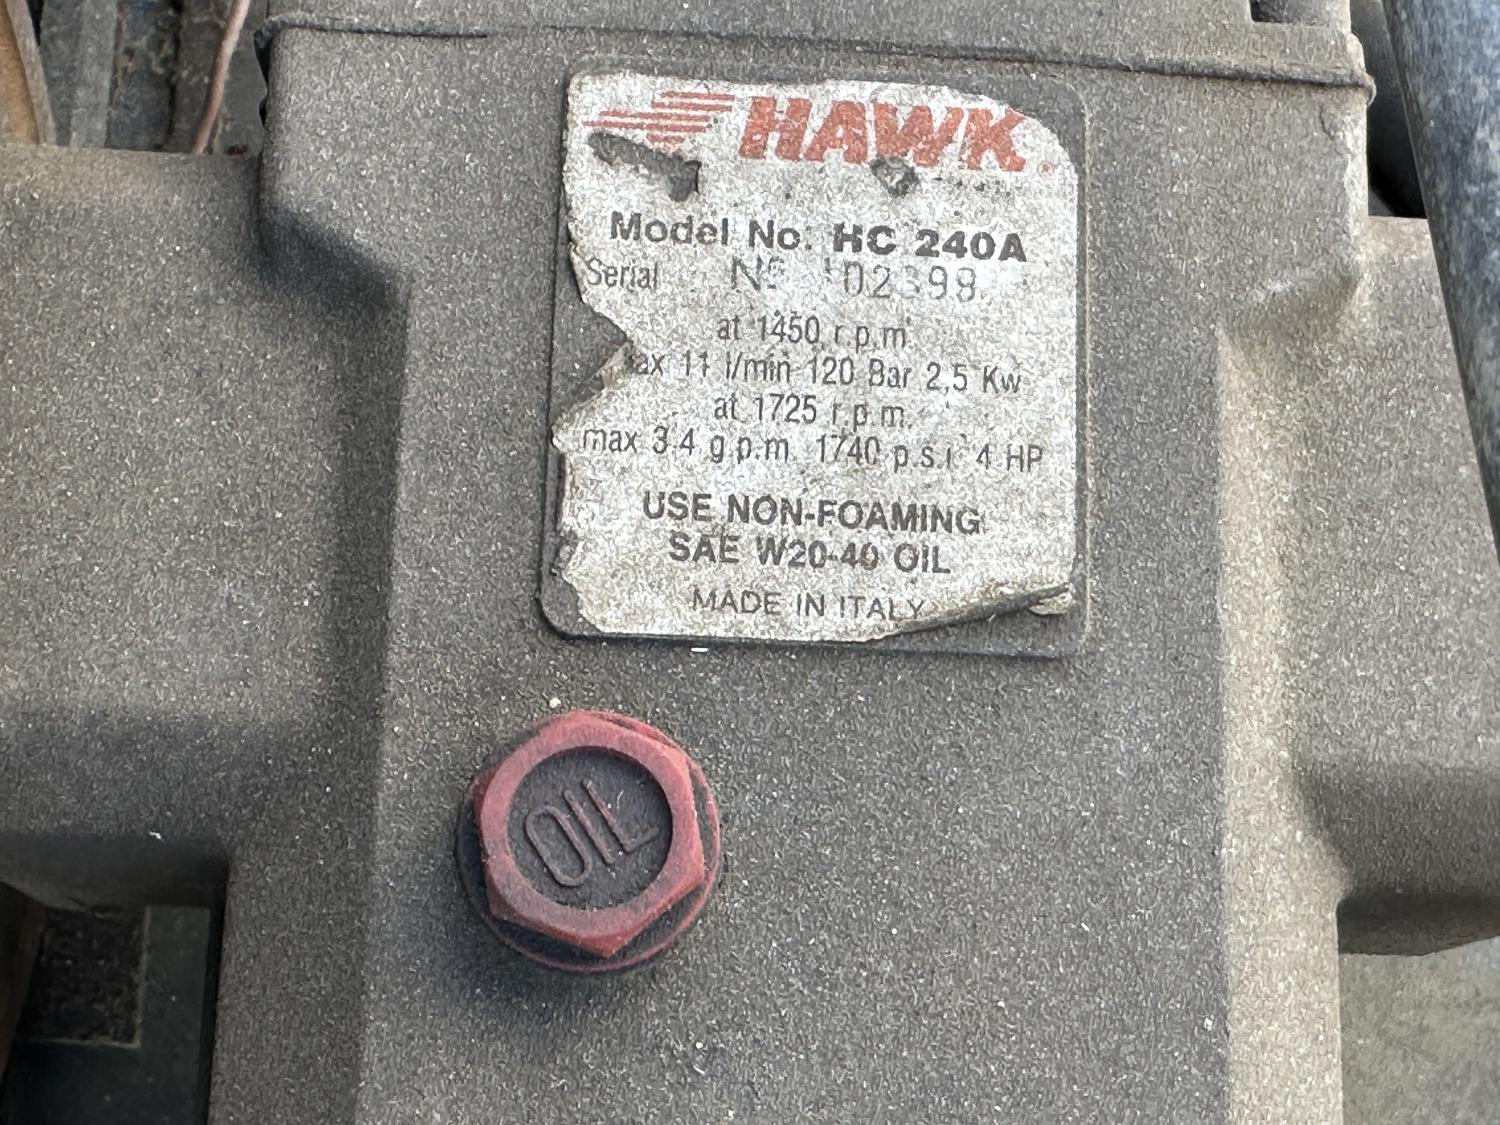 HAWK
Model No: HC 240A
Serial Nº
at 1450 r.p.m.
11 l/min 120 Bar 2,5 Kw
at 1725 r.p.m.
max 3.4 g.p.m. 1740 p.s.i. 4 HP
USE NON-FOAMING
SAE W20-40 OIL
MADE IN ITALY
OIL